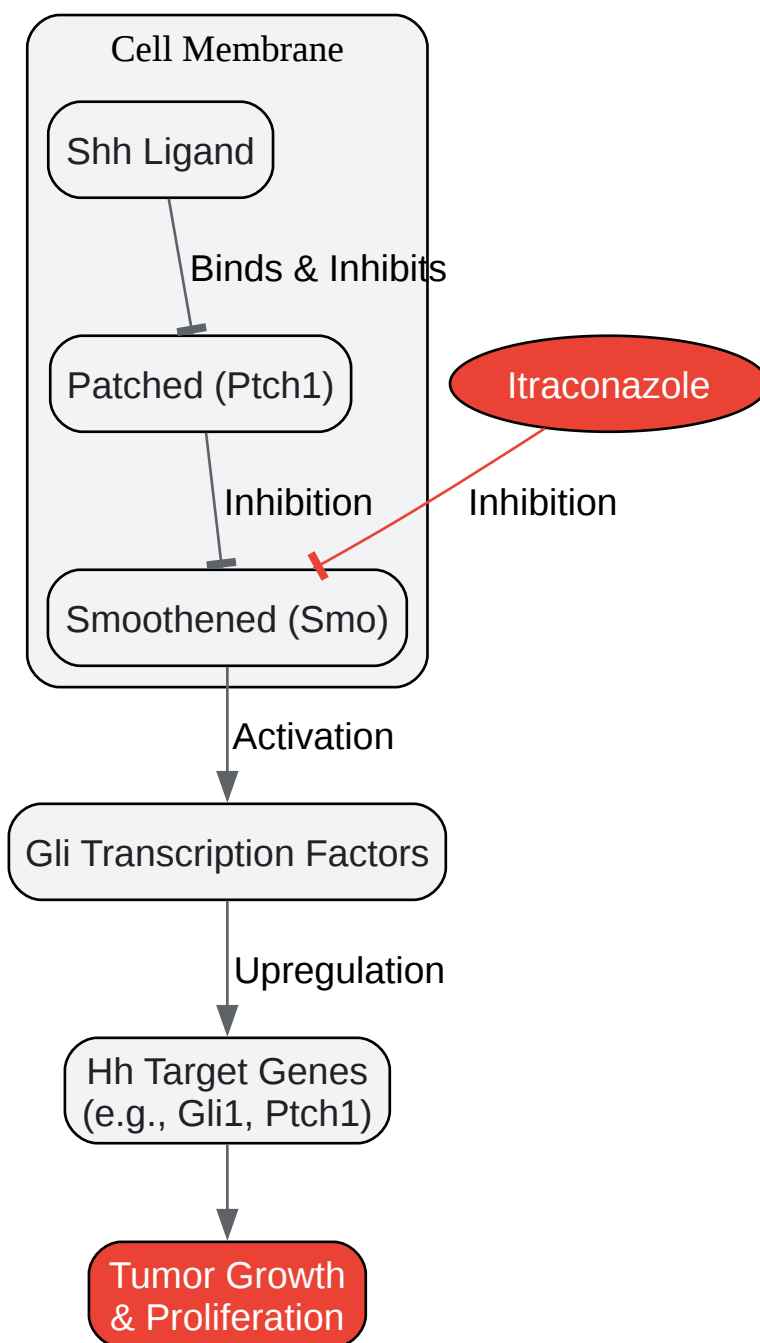 Cell Membrane
Shh Ligand
Binds & Inhibits
Patched (Ptch1)
Itraconazole
Inhibition
Inhibition
Smoothened (Smo)
Activation
Gli Transcription Factors
Upregulation
Hh Target Genes
(e.g., Gli1, Ptch1)
Tumor Growth
& Proliferation